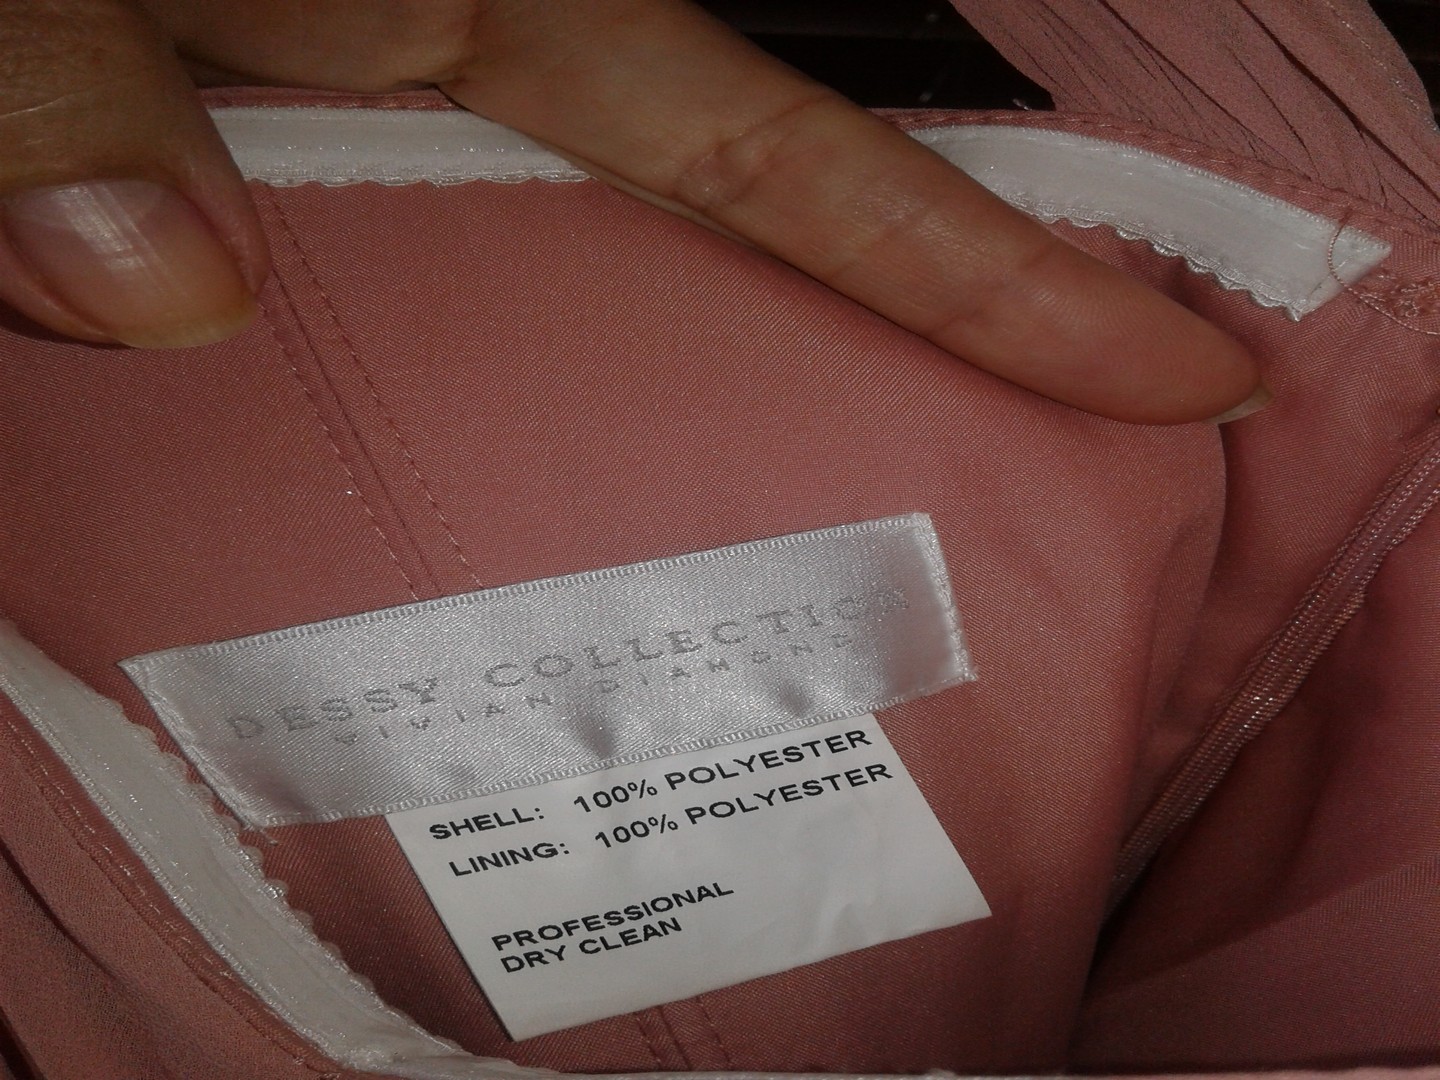 DESSY COLLECTION
VIVIAN DIAMOND
SHELL: 100% POLYESTER
LINING: 100% POLYESTER
PROFESSIONAL
DRY CLEAN